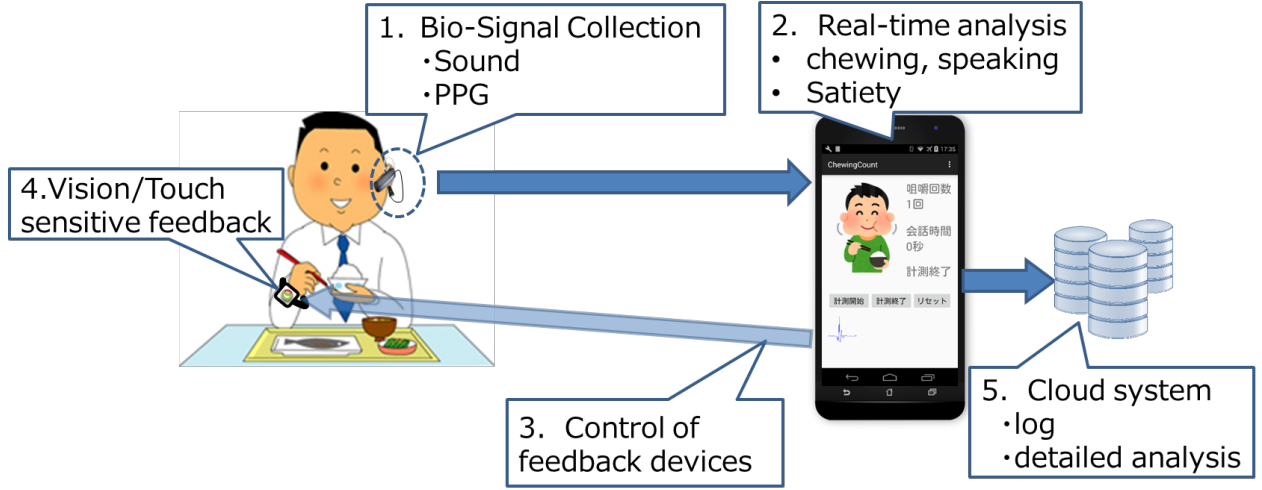 1. Bio-Signal Collection
・Sound
・PPG
2. Real-time analysis
• chewing, speaking
• Satiety
4.Vision/Touch
sensitive feedback
17:35
ChewingCount
咀嚼回数
1回
会話時間
0秒
計測終了
計測開始 計測終了 リセット
3. Control of
feedback devices
5. Cloud system
・log
・detailed analysis